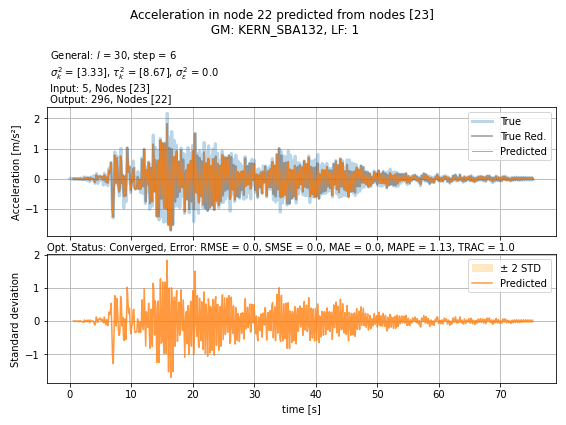 Acceleration in node 22 predicted from nodes [23]
GM: KERN_SBA132, LF: 1
General: l = 30, step = 6
σ²ₖ = [3.33], τ²ₖ = [8.67], σ²ε = 0.0
Input: 5, Nodes [23]
Output: 296, Nodes [22]
Acceleration [m/s²]
2
1
0
−1
True
True Red.
Predicted
Opt. Status: Converged, Error: RMSE = 0.0, SMSE = 0.0, MAE = 0.0, MAPE = 1.13, TRAC = 1.0
Standard deviation
2
1
0
−1
± 2 STD
Predicted
0 10 20 30 40 50 60 70
time [s]